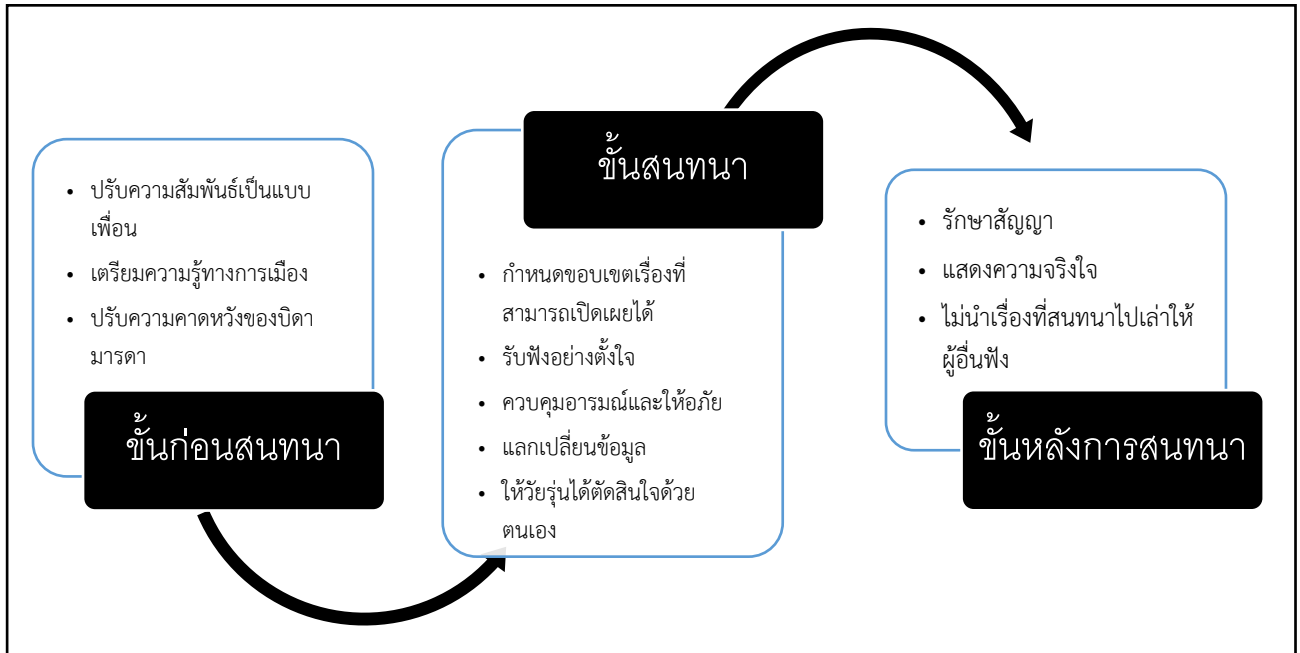 • ปรับความสัมพันธ์เป็นแบบ
เพื่อน
• เตรียมความรู้ทางการเมือง
• ปรับความคาดหวังของบิดา
มารดา
ขั้นก่อนสนทนา
ขั้นสนทนา
• กำหนดขอบเขตเรื่องที่
สามารถเปิดเผยได้
• รับฟังอย่างตั้งใจ
• ควบคุมอารมณ์และให้อภัย
• แลกเปลี่ยนข้อมูล
• ให้วัยรุ่นได้ตัดสินใจด้วย
ตนเอง
• รักษาสัญญา
• แสดงความจริงใจ
• ไม่นำเรื่องที่สนทนาไปเล่าให้
ผู้อื่นฟัง
ขั้นหลังการสนทนา